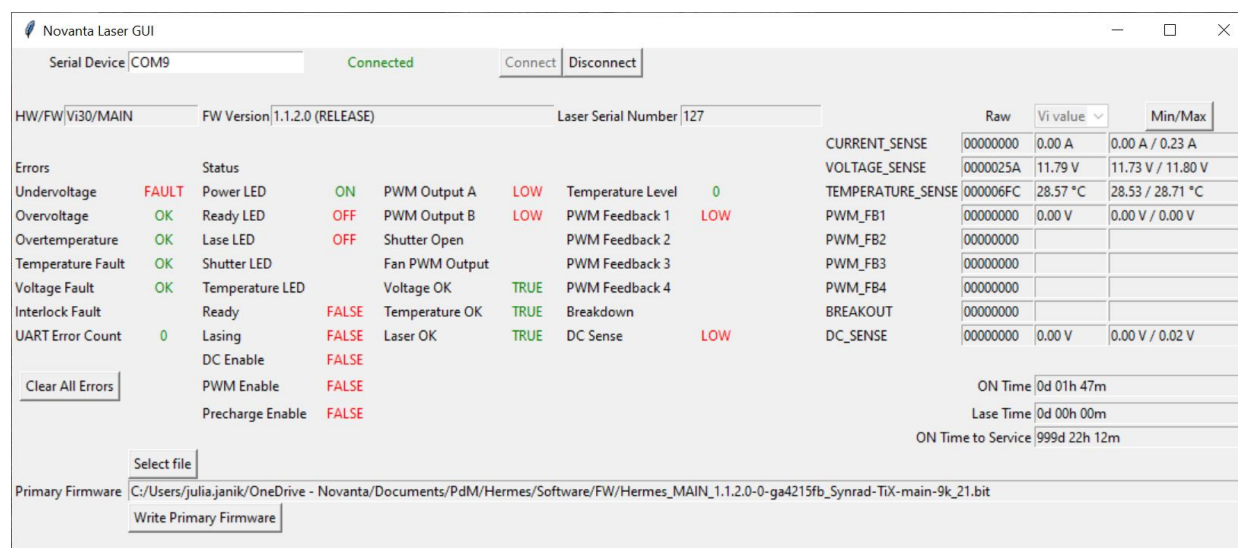 Novanta Laser GUI
Serial Device COM9 Connected Connect Disconnect
HW/FW Vi30/MAIN FW Version 1.1.2.0 (RELEASE) Laser Serial Number 127 Raw Vi value Min/Max
CURRENT_SENSE 00000000 0.00 A 0.00 A / 0.23 A
Errors Status VOLTAGE_SENSE 0000025A 11.79 V 11.73 V / 11.80 V
Undervoltage FAULT Power LED ON PWM Output A LOW Temperature Level 0 TEMPERATURE_SENSE 000006FC 28.57 °C 28.53 / 28.71 °C
Overvoltage OK Ready LED OFF PWM Output B LOW PWM Feedback 1 LOW PWM_FB1 00000000 0.00 V 0.00 V / 0.00 V
Overtemperature OK Lase LED OFF Shutter Open PWM Feedback 2 PWM_FB2 00000000
Temperature Fault OK Shutter LED Fan PWM Output PWM Feedback 3 PWM_FB3 00000000
Voltage Fault OK Temperature LED Voltage OK TRUE PWM Feedback 4 PWM_FB4 00000000
Interlock Fault Ready FALSE Temperature OK TRUE Breakdown BREAKOUT 00000000
UART Error Count 0 Lasing FALSE Laser OK TRUE DC Sense LOW DC_SENSE 00000000 0.00 V 0.00 V / 0.02 V
DC Enable FALSE
Clear All Errors PWM Enable FALSE ON Time 0d 01h 47m
Precharge Enable FALSE Lase Time 0d 00h 00m
ON Time to Service 999d 22h 12m
Select file
Primary Firmware C:/Users/julia.janik/OneDrive - Novanta/Documents/PdM/Hermes/Software/FW/Hermes_MAIN_1.1.2.0-0-ga4215fb_Synrad-TiX-main-9k_21.bit
Write Primary Firmware